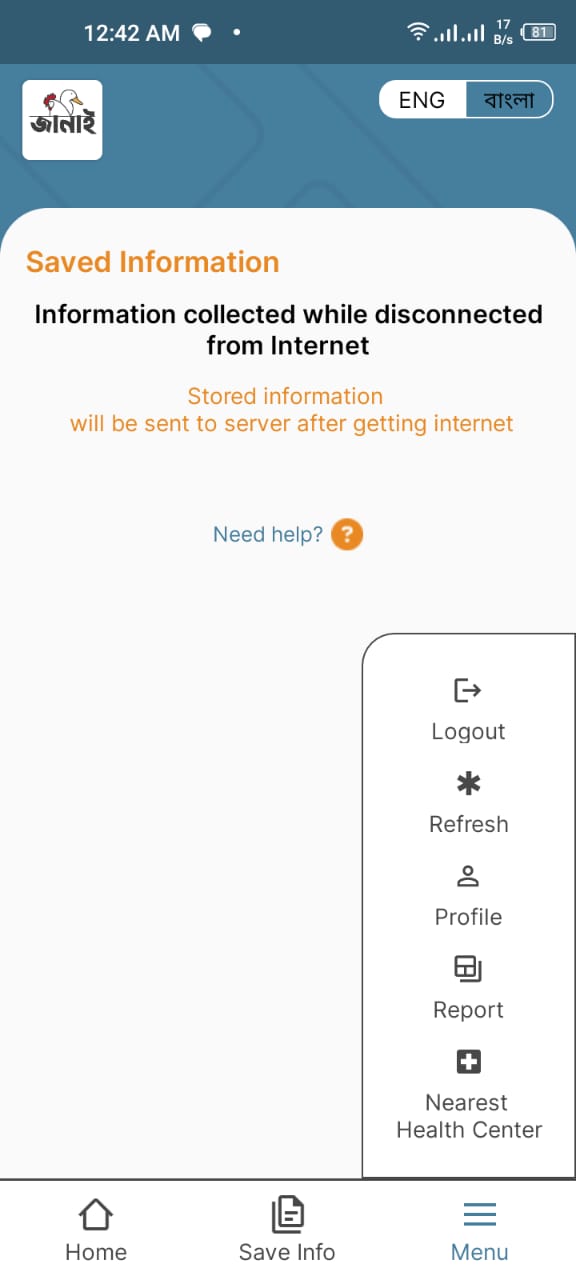 12:42 AM
17
B/s
81
জানাই
ENG
বাংলা
Saved Information
Information collected while disconnected
from Internet
Stored information
will be sent to server after getting internet
Need help? ?
Logout
Refresh
Profile
Report
Nearest
Health Center
Home
Save Info
Menu